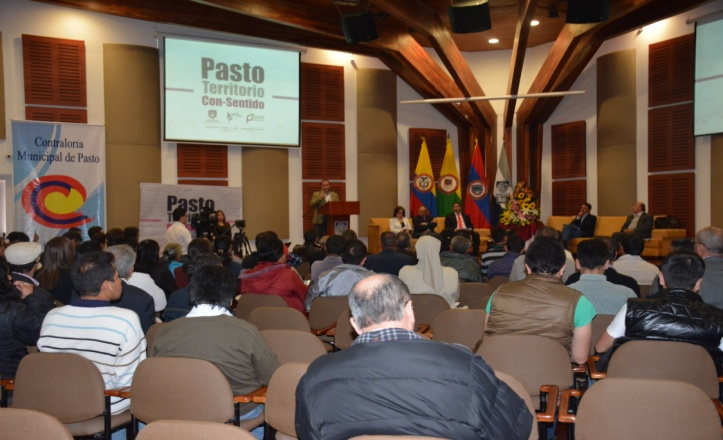 Pasto
Territorio
Con-Sentido
Contraloría
Municipal de Pasto
Pasto